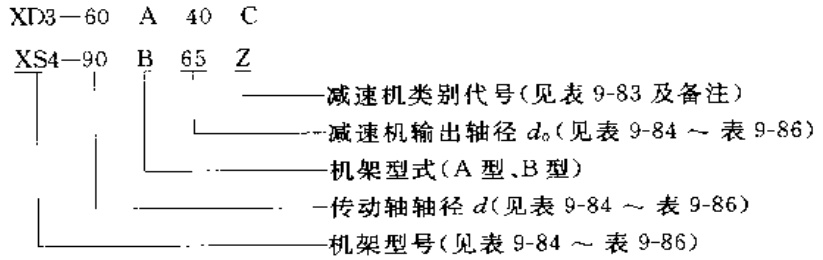 XD3-60 A 40 C
XS4-90 B 65 Z
减速机类别代号(见表 9-83 及备注)
减速机输出轴径 d₀(见表 9-84 ~ 表 9-86)
机架型式(A 型、B 型)
传动轴轴径 d(见表 9-84 ~ 表 9-86)
机架型号(见表 9-84 ~ 表 9-86)